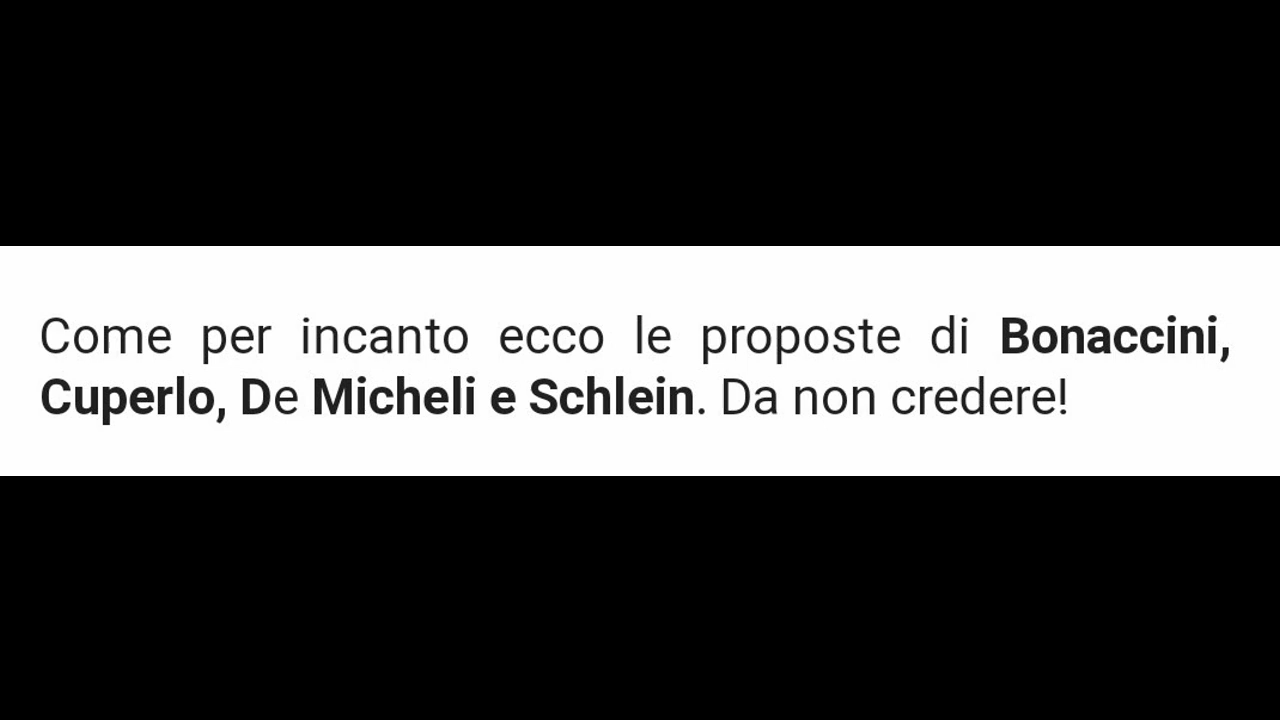 Come per incanto ecco le proposte di Bonaccini,
Cuperlo, De Micheli e Schlein. Da non credere!